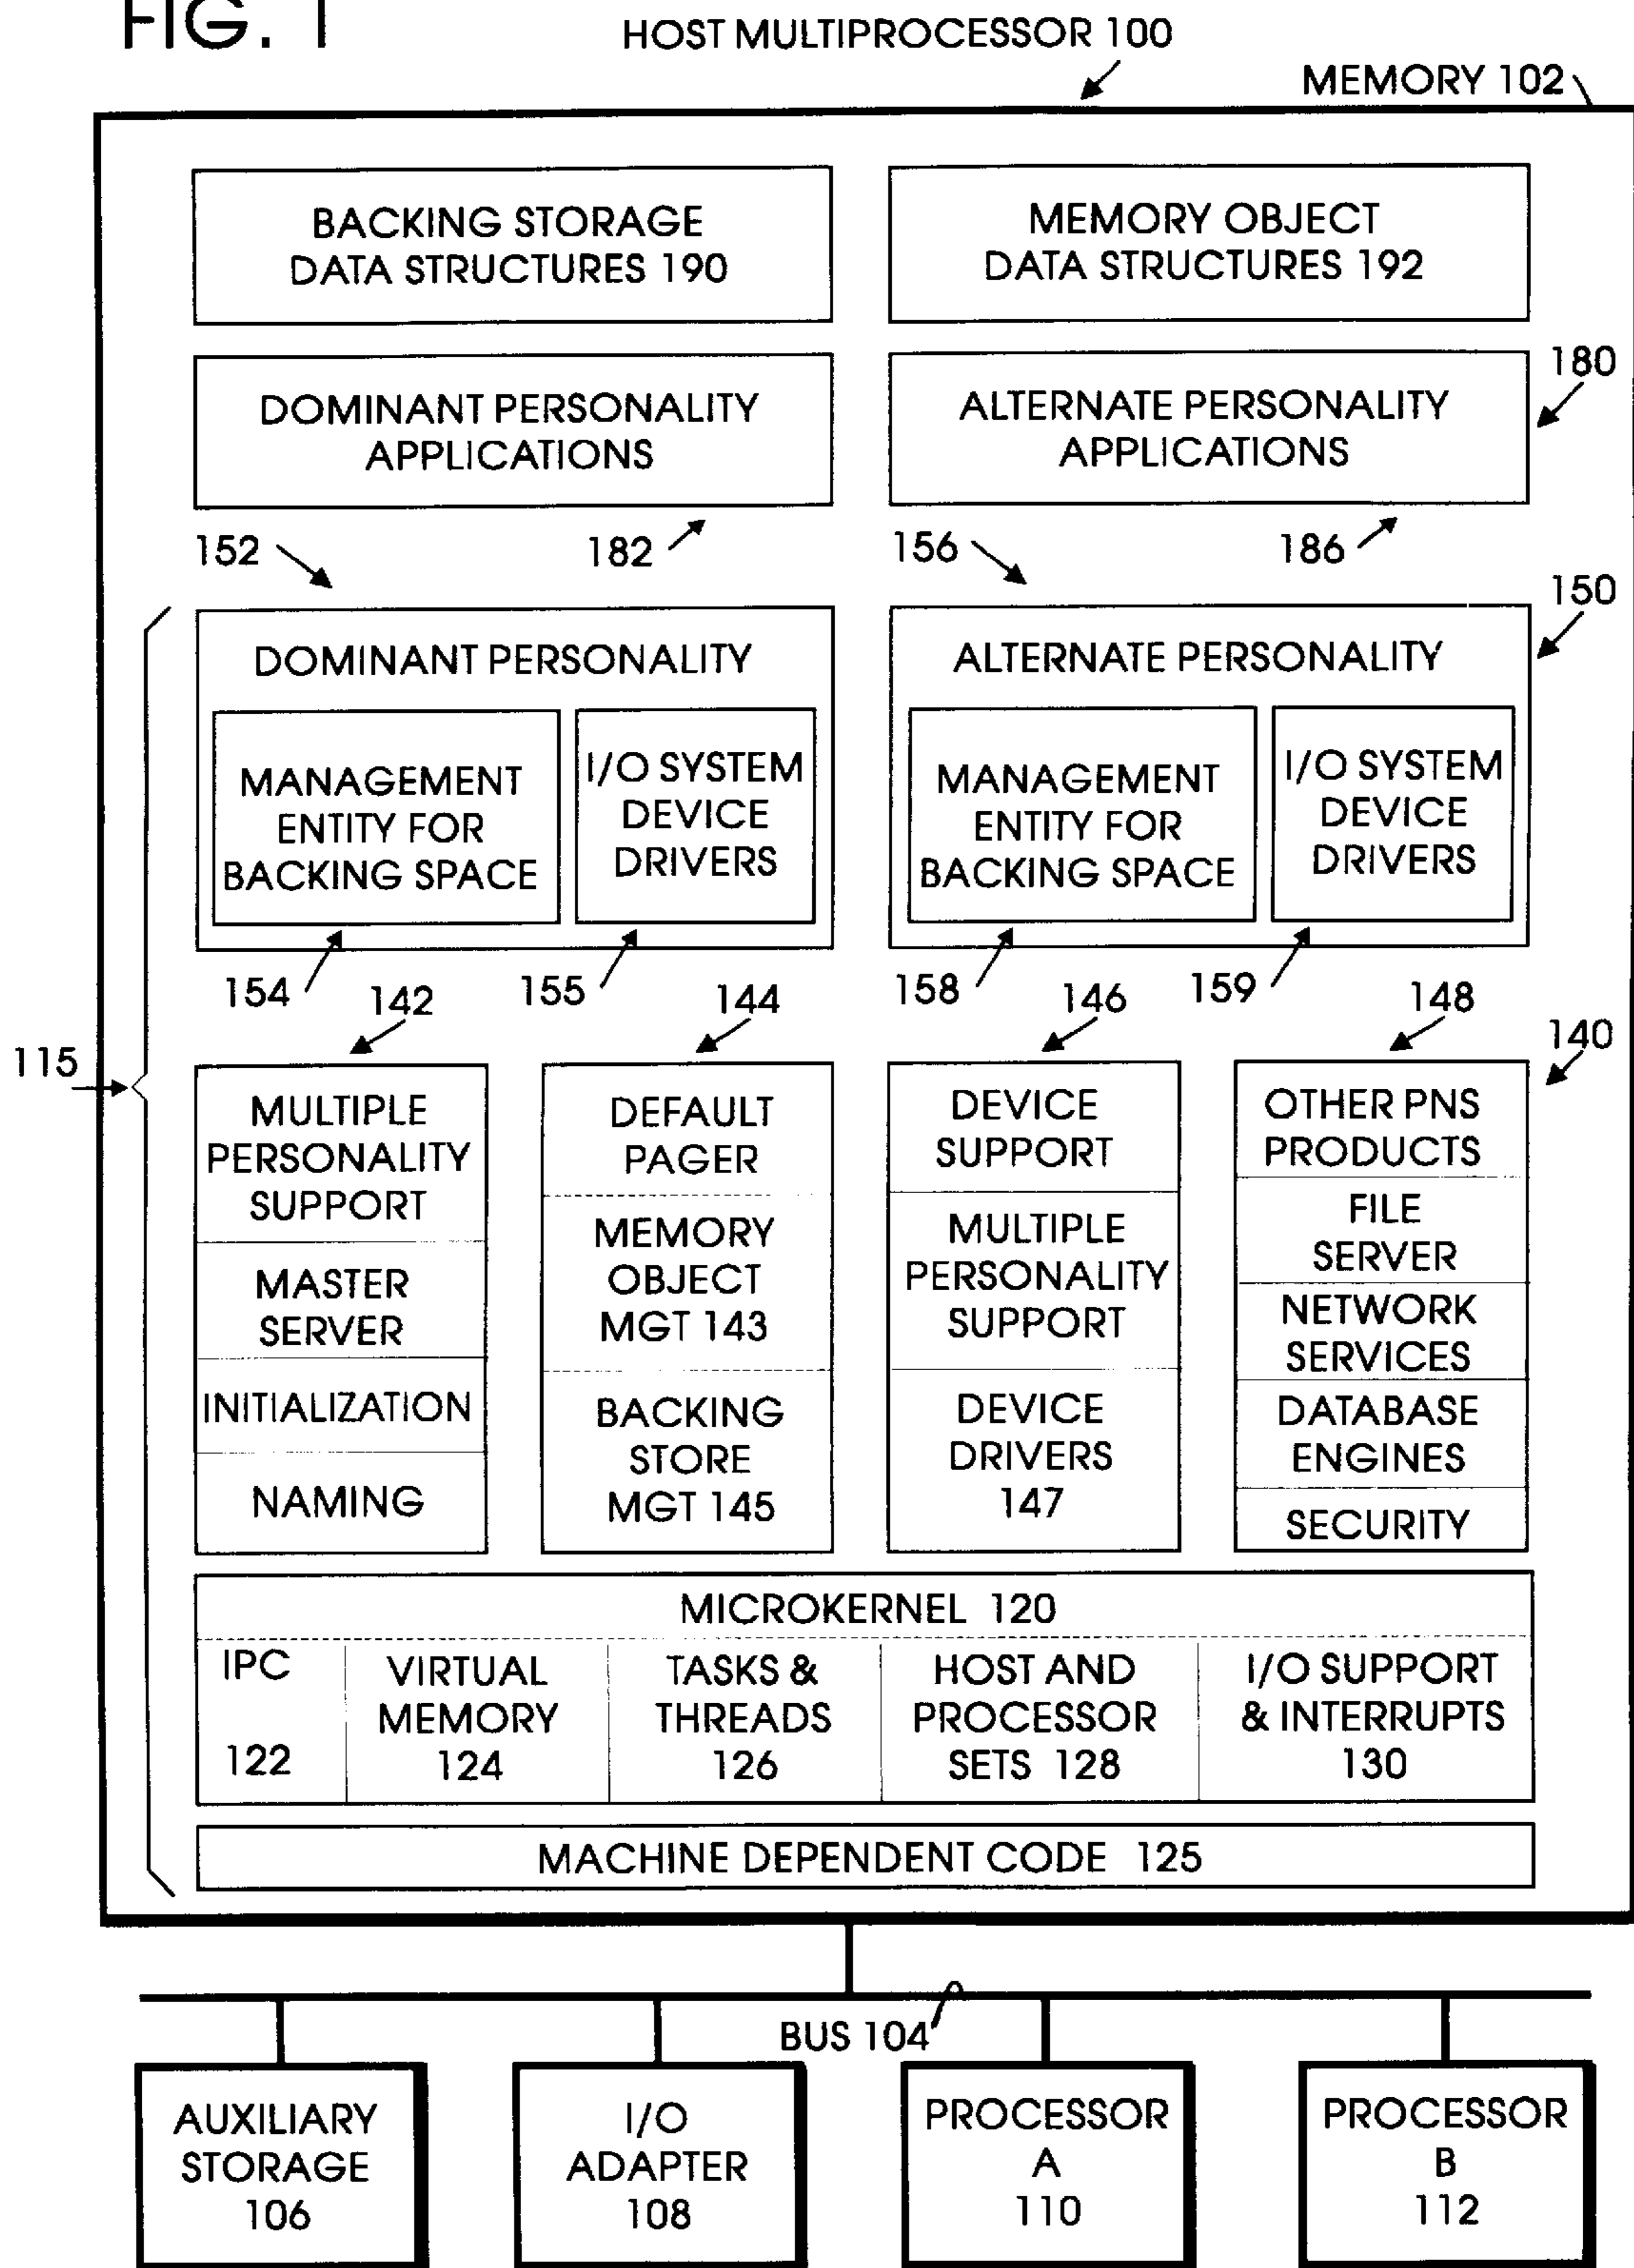 FIG. 1
HOST MULTIPROCESSOR 100
MEMORY 102
BACKING STORAGE
DATA STRUCTURES 190
MEMORY OBJECT
DATA STRUCTURES 192
180
DOMINANT PERSONALITY
APPLICATIONS
ALTERNATE PERSONALITY
APPLICATIONS
152
182
156
186
150
DOMINANT PERSONALITY
MANAGEMENT
ENTITY FOR
BACKING SPACE
I/O SYSTEM
DEVICE
DRIVERS
ALTERNATE PERSONALITY
MANAGEMENT
ENTITY FOR
BACKING SPACE
I/O SYSTEM
DEVICE
DRIVERS
154
142
155
144
158
146
159
148
140
115
MULTIPLE
PERSONALITY
SUPPORT
MASTER
SERVER
INITIALIZATION
NAMING
DEFAULT
PAGER
MEMORY
OBJECT
MGT 143
BACKING
STORE
MGT 145
DEVICE
SUPPORT
MULTIPLE
PERSONALITY
SUPPORT
DEVICE
DRIVERS
147
OTHER PNS
PRODUCTS
FILE
SERVER
NETWORK
SERVICES
DATABASE
ENGINES
SECURITY
MICROKERNEL 120
IPC
122
VIRTUAL
MEMORY
124
TASKS &
THREADS
126
HOST AND
PROCESSOR
SETS 128
I/O SUPPORT
& INTERRUPTS
130
MACHINE DEPENDENT CODE 125
BUS 104
AUXILIARY
STORAGE
106
I/O
ADAPTER
108
PROCESSOR
A
110
PROCESSOR
B
112